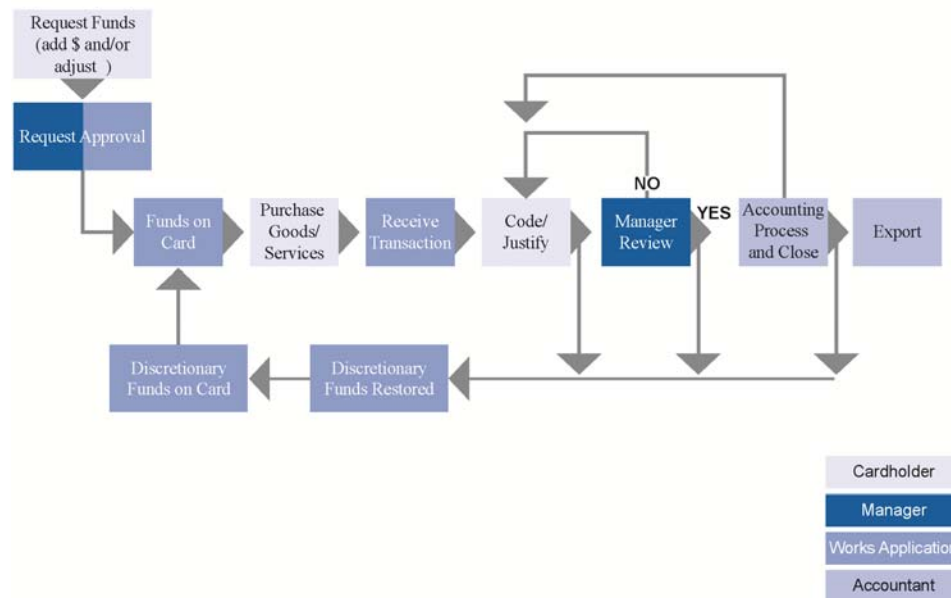 Request Funds
(add $ and/or
adjust )
Request Approval
NO
YES
Funds on
Card
Purchase
Goods/
Services
Receive
Transaction
Code/
Justify
Manager
Review
Accounting
Process
and Close
Export
Discretionary
Funds on Card
Discretionary
Funds Restored
Cardholder
Manager
Works Application
Accountant